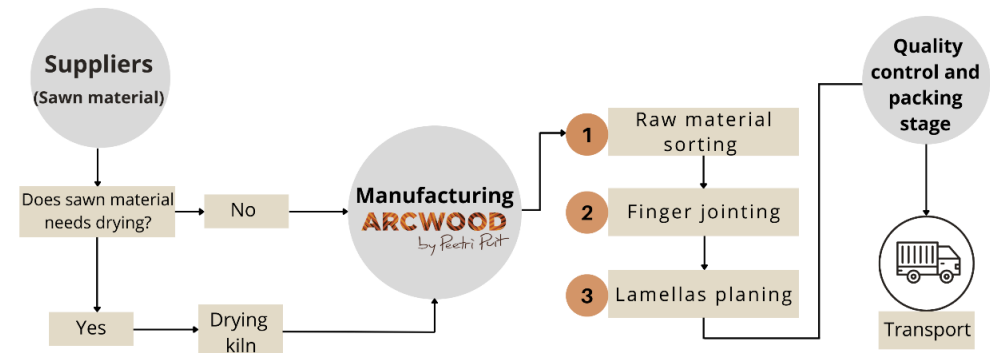 Suppliers
(Sawn material)
Does sawn material
needs drying?
No
Yes
Drying
kiln
Manufacturing
ARCWOOD
by Peetri Puit
1
Raw material
sorting
2
Finger jointing
3
Lamellas planing
Quality
control and
packing
stage
Transport